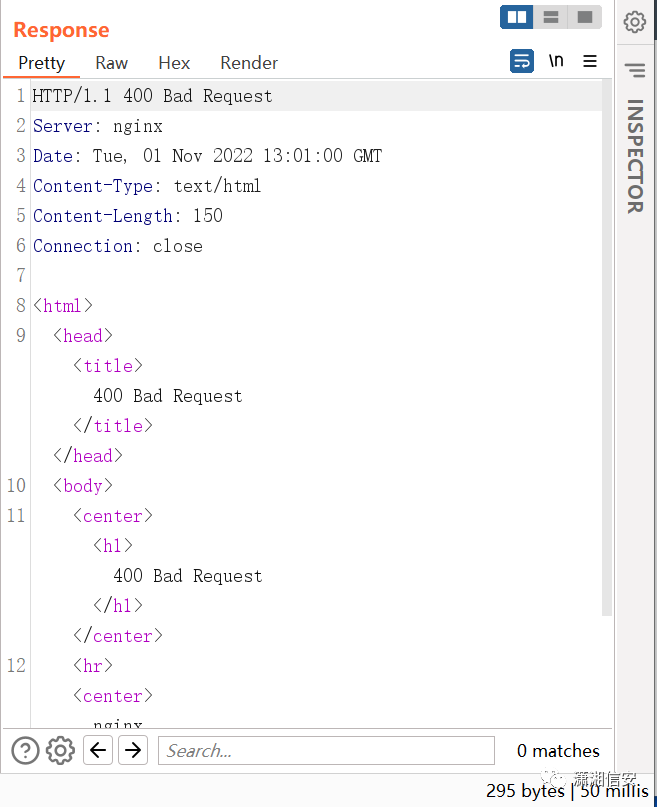 Response
Pretty Raw Hex Render \n
INSPECTOR
1 HTTP/1.1 400 Bad Request
2 Server: nginx
3 Date: Tue, 01 Nov 2022 13:01:00 GMT
4 Content-Type: text/html
5 Content-Length: 150
6 Connection: close
7
8 <html>
9 <head>
<title>
400 Bad Request
</title>
</head>
10 <body>
11 <center>
<h1>
400 Bad Request
</h1>
</center>
12 <hr>
<center>
nginx
? Search... 0 matches
潇湘信安
295 bytes | 50 millis